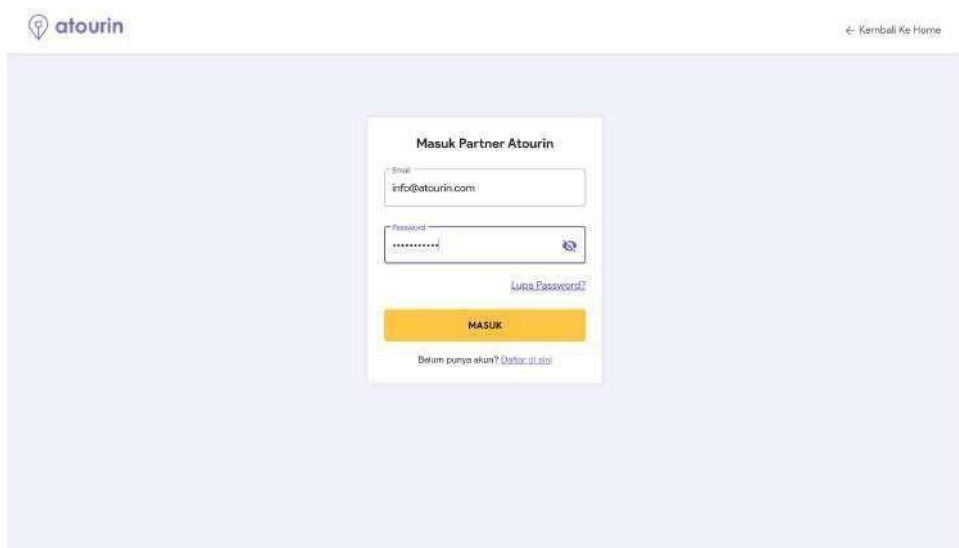 atourin
← Kembali Ke Home
Masuk Partner Atourin
Email
info@atourin.com
Password
•••••••••••
Lupa Password?
MASUK
Belum punya akun? Daftar di sini